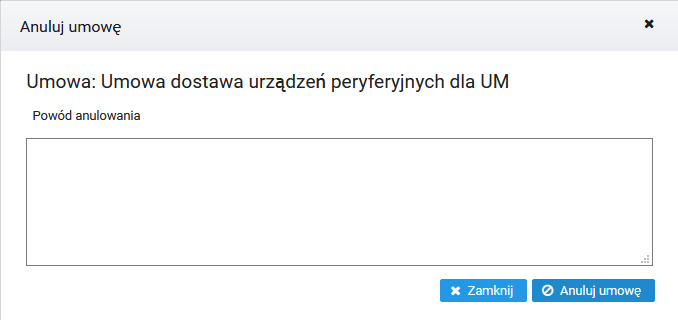 Anuluj umowę
Umowa: Umowa dostawa urządzeń peryferyjnych dla UM
Powód anulowania
Zamknij Anuluj umowę